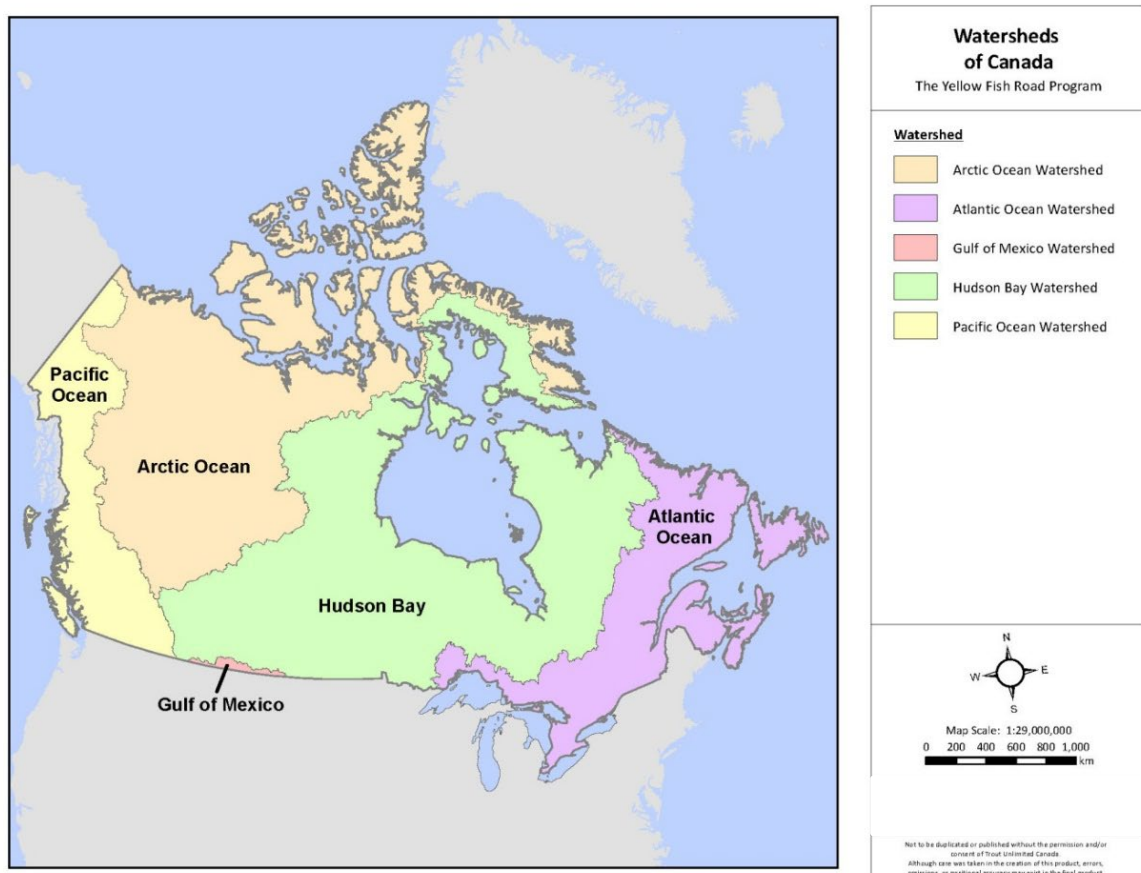 Pacific
Ocean
Arctic Ocean
Hudson Bay
Atlantic
Ocean
Gulf of Mexico
Watersheds
of Canada
The Yellow Fish Road Program
Watershed
Arctic Ocean Watershed
Atlantic Ocean Watershed
Gulf of Mexico Watershed
Hudson Bay Watershed
Pacific Ocean Watershed
N
W E
S
Map Scale: 1:29,000,000
0 200 400 600 800 1,000
km
Not to be duplicated or published without the permission and/or
consent of Trout Unlimited Canada.
Although care was taken in the creation of this product, errors,